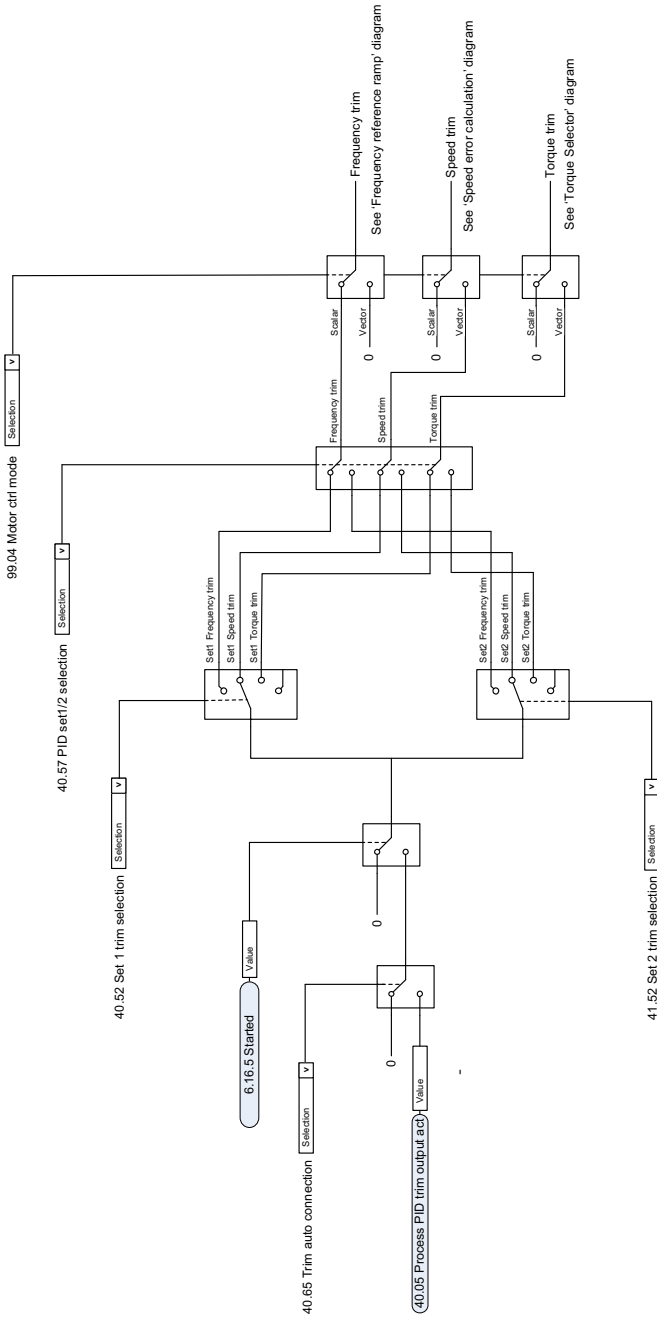 99.04 Motor ctrl mode
Selection
v
40.57 PID set1/2 selection
Selection
v
40.52 Set 1 trim selection
Selection
v
6.16.5 Started
Value
40.65 Trim auto connection
Selection
v
40.05 Process PID trim output act
Value
0
0
-
Set1 Frequency trim
Set1 Speed trim
Set1 Torque trim
Set2 Frequency trim
Set2 Speed trim
Set2 Torque trim
41.52 Set 2 trim selection
Selection
v
Frequency trim
Speed trim
Torque trim
Scalar
Vector
0
Frequency trim
See 'Frequency reference ramp' diagram
Scalar
0
Vector
Speed trim
See 'Speed error calculation' diagram
Scalar
0
Vector
Torque trim
See 'Torque Selector' diagram